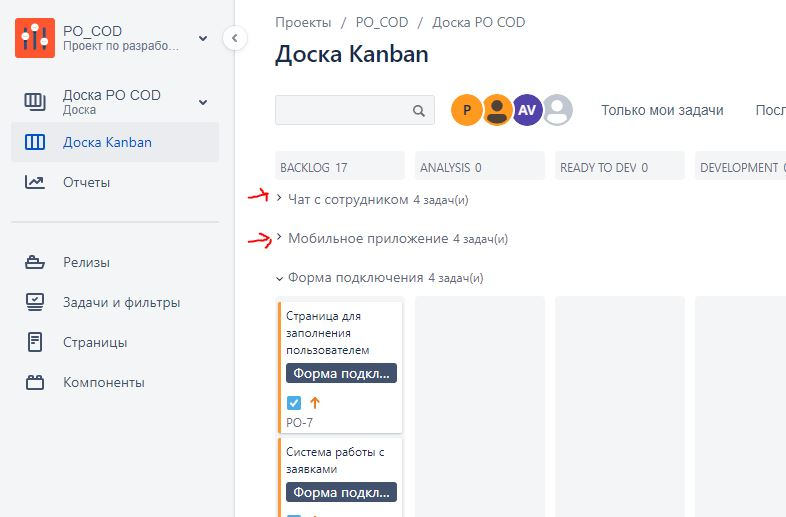 PO_COD
Проект по разрабо...
Доска PO COD
Доска
Доска Kanban
Отчеты
Релизы
Задачи и фильтры
Страницы
Компоненты
Проекты / PO_COD / Доска PO COD
Доска Kanban
P
AV
Только мои задачи
BACKLOG 17
ANALYSIS 0
READY TO DEV 0
DEVELOPMENT
Чат с сотрудником 4 задач(и)
Мобильное приложение 4 задач(и)
Форма подключения 4 задач(и)
Страница для
заполнения
пользователем
Форма подкл...
PO-7
Система работы с
заявками
Форма подкл...